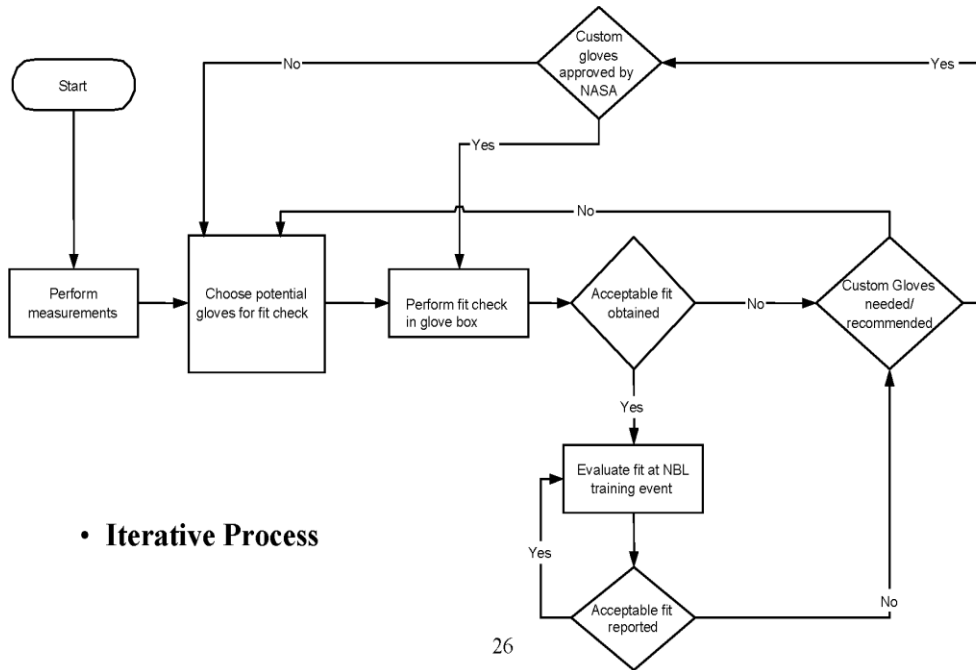 Custom
gloves
approved by
NASA
No
Yes
Start
Yes
No
Perform
measurements
Choose potential
gloves for fit check
Perform fit check
in glove box
Acceptable fit
obtained
No
Custom Gloves
needed/
recommended
Yes
Evaluate fit at NBL
training event
• Iterative Process
Yes
Acceptable fit
reported
No
26